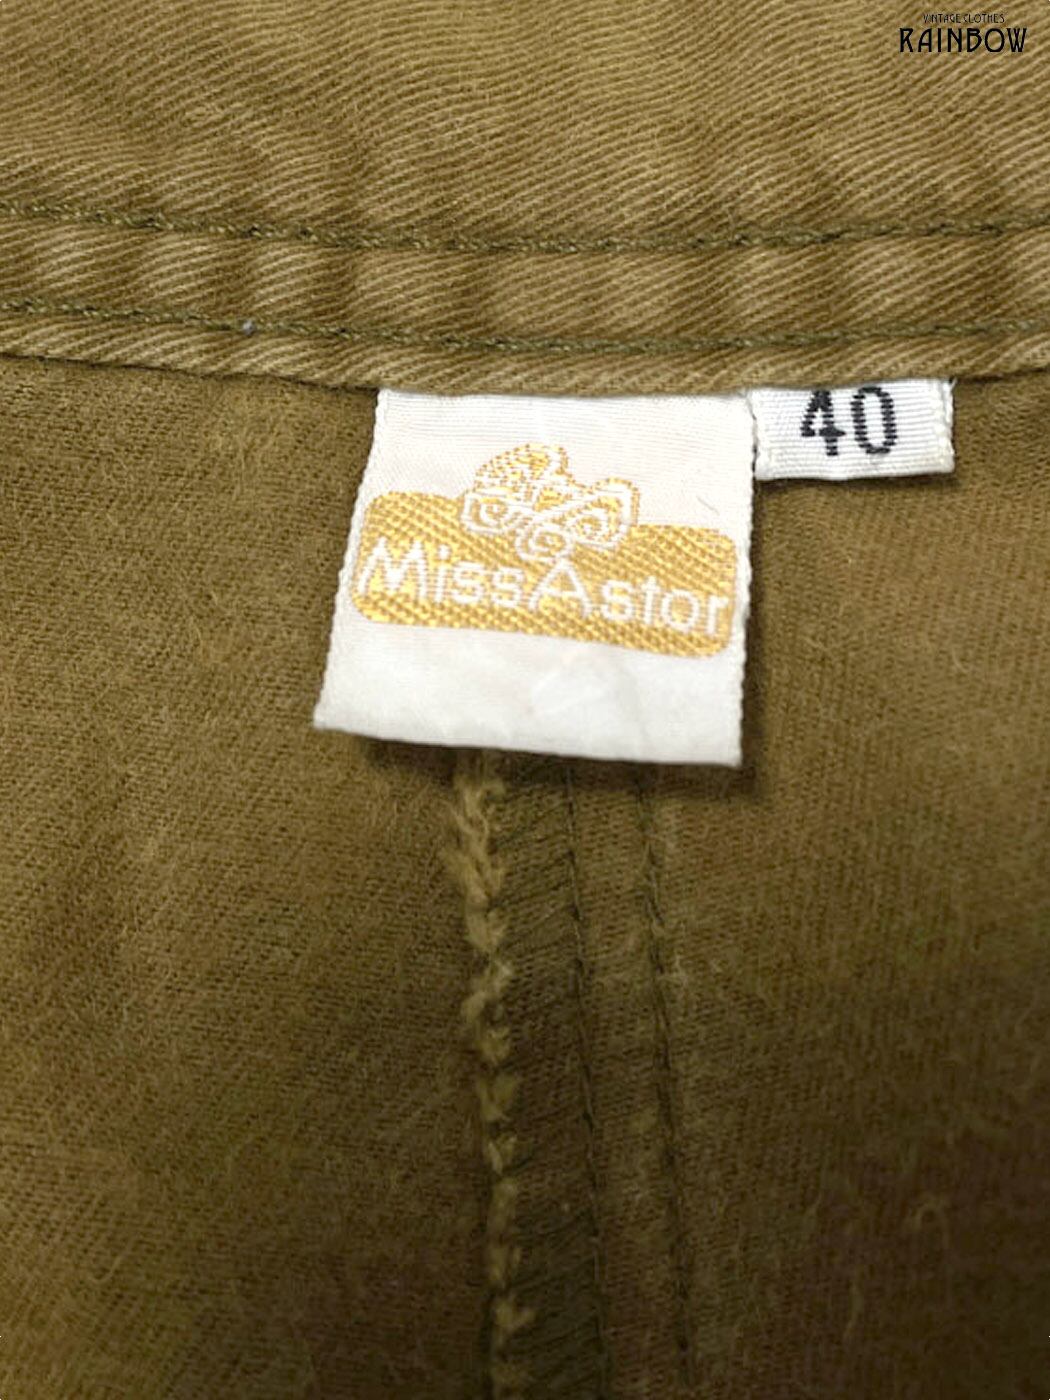 VINTAGE CLOTHES
RAINBOW
40
MissAstor